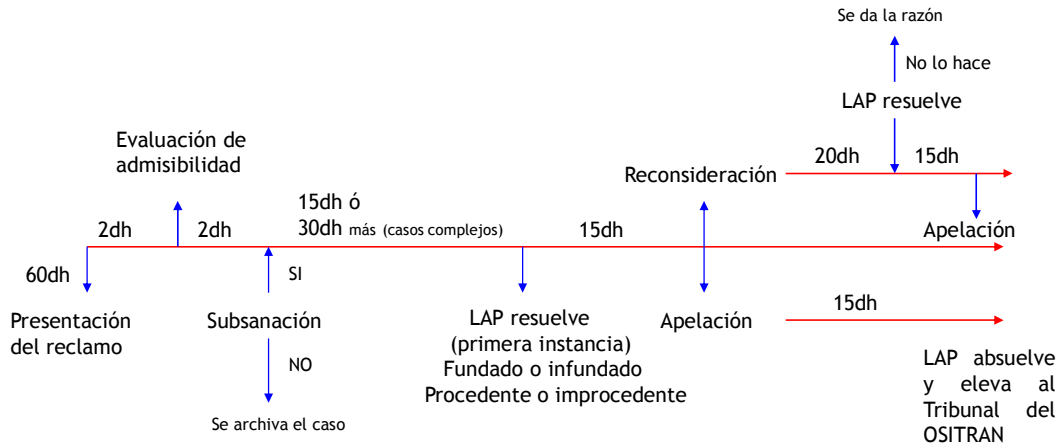 Se da la razón
No lo hace
LAP resuelve
Evaluación de
admisibilidad
20dh
15dh
Reconsideración
15dh ó
30dh más (casos complejos)
2dh
2dh
15dh
Apelación
60dh
SI
Presentación
del reclamo
Subsanación
LAP resuelve
(primera instancia)
Fundado o infundado
Procedente o improcedente
Apelación
15dh
NO
LAP absuelve
y eleva al
Tribunal del
OSITRAN
Se archiva el caso